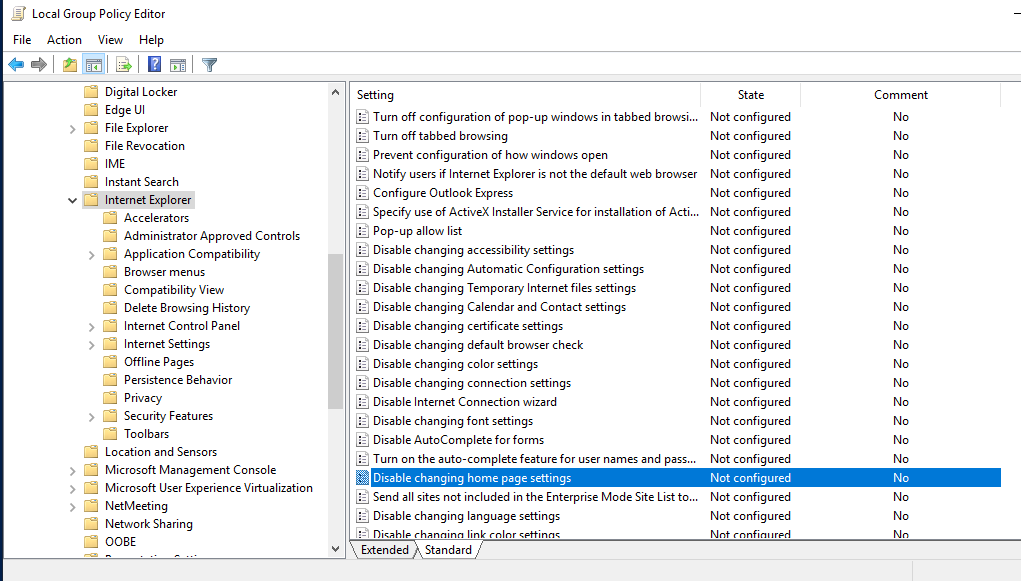 Local Group Policy Editor
File Action View Help
Digital Locker
Edge UI
File Explorer
File Revocation
IME
Instant Search
Internet Explorer
Accelerators
Administrator Approved Controls
Application Compatibility
Browser menus
Compatibility View
Delete Browsing History
Internet Control Panel
Internet Settings
Offline Pages
Persistence Behavior
Privacy
Security Features
Toolbars
Location and Sensors
Microsoft Management Console
Microsoft User Experience Virtualization
NetMeeting
Network Sharing
OOBE
Setting State Comment
Turn off configuration of pop-up windows in tabbed browsi... Not configured No
Turn off tabbed browsing Not configured No
Prevent configuration of how windows open Not configured No
Notify users if Internet Explorer is not the default web browser Not configured No
Configure Outlook Express Not configured No
Specify use of ActiveX Installer Service for installation of Acti... Not configured No
Pop-up allow list Not configured No
Disable changing accessibility settings Not configured No
Disable changing Automatic Configuration settings Not configured No
Disable changing Temporary Internet files settings Not configured No
Disable changing Calendar and Contact settings Not configured No
Disable changing certificate settings Not configured No
Disable changing default browser check Not configured No
Disable changing color settings Not configured No
Disable changing connection settings Not configured No
Disable Internet Connection wizard Not configured No
Disable changing font settings Not configured No
Disable AutoComplete for forms Not configured No
Turn on the auto-complete feature for user names and pass... Not configured No
Disable changing home page settings Not configured No
Send all sites not included in the Enterprise Mode Site List to... Not configured No
Disable changing language settings Not configured No
Disable changing link color settings Not configured No
Extended Standard